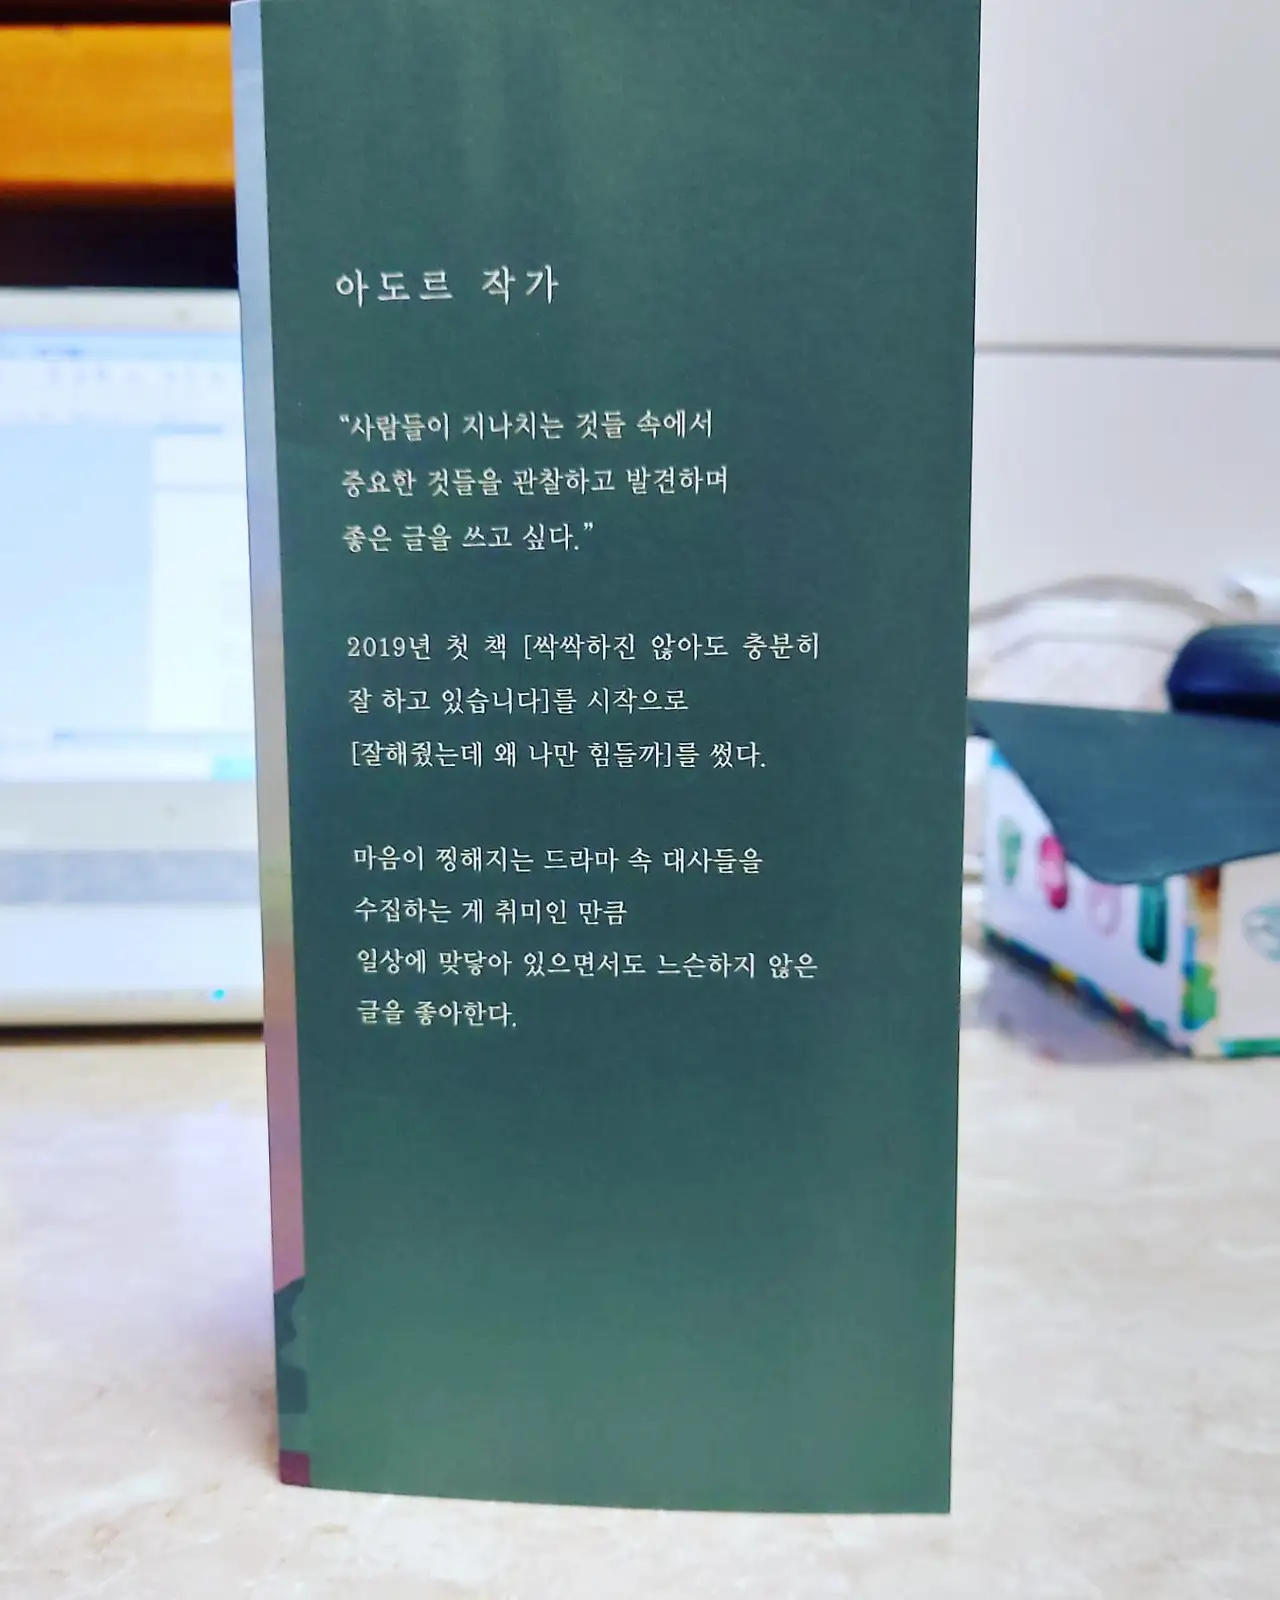 아도르 작가
“사람들이 지나치는 것들 속에서
중요한 것들을 관찰하고 발견하며
좋은 글을 쓰고 싶다.”
2019년 첫 책 [싹싹하진 않아도 충분히
잘 하고 있습니다]를 시작으로
[잘해줬는데 왜 나만 힘들까]를 썼다.
마음이 찡해지는 드라마 속 대사들을
수집하는 게 취미인 만큼
일상에 맞닿아 있으면서도 느슨하지 않은
글을 좋아한다.